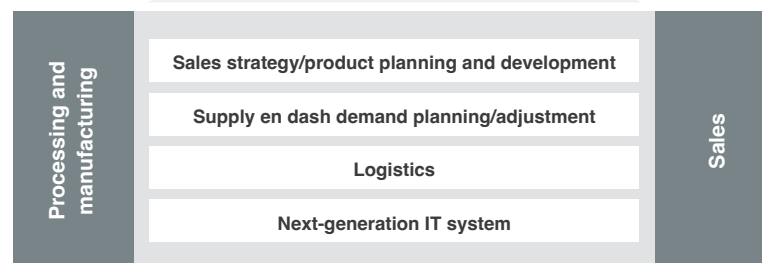 Processing and
manufacturing
Sales strategy/product planning and development
Supply en dash demand planning/adjustment
Logistics
Next-generation IT system
Sales